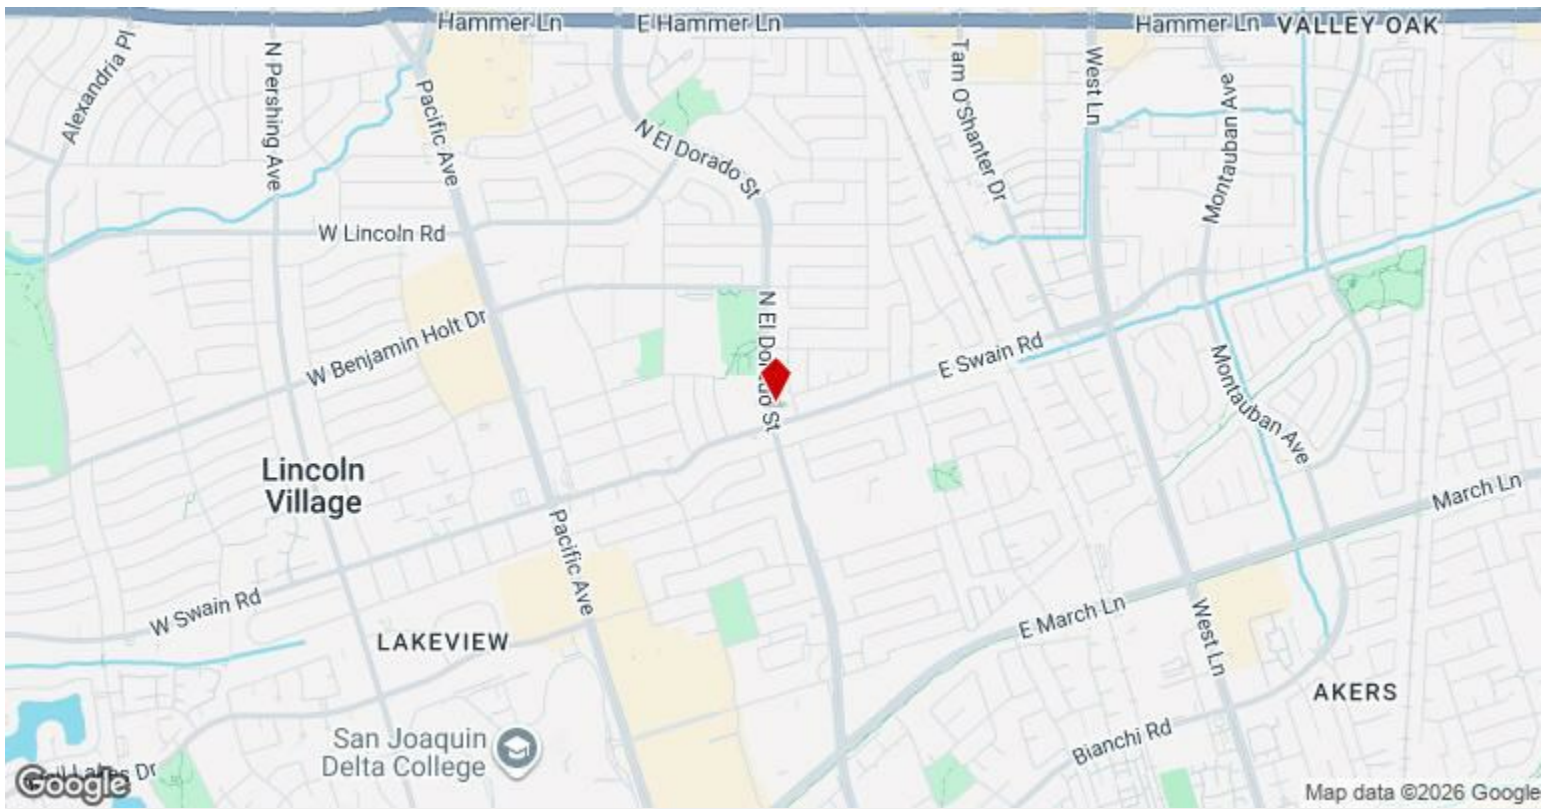 Hammer Ln
E Hammer Ln
Hammer Ln
VALLEY OAK
Alexandria Pl
N Pershing Ave
Pacific Ave
N El Dorado St
Tam O'Shanter Dr
West Ln
Montauban Ave
W Lincoln Rd
W Benjamin Holt Dr
N El Dorado St
E Swain Rd
Montauban Ave
Lincoln
Village
March Ln
Pacific Ave
W Swain Rd
E March Ln
West Ln
LAKEVIEW
AKERS
San Joaquin
Delta College
Bianchi Rd
Lakes Dr
Google
Map data ©2026 Google